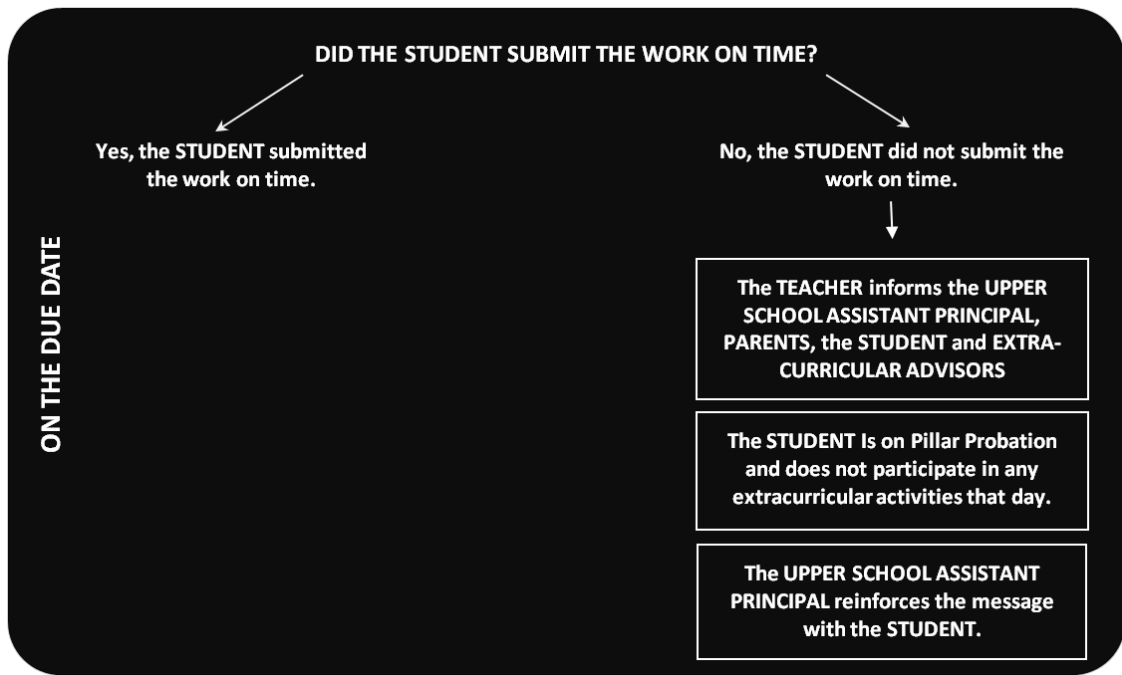 DID THE STUDENT SUBMIT THE WORK ON TIME?
Yes, the STUDENT submitted
the work on time.
No, the STUDENT did not submit the
work on time.
ON THE DUE DATE
The TEACHER informs the UPPER
SCHOOL ASSISTANT PRINCIPAL,
PARENTS, the STUDENT and EXTRA-
CURRICULAR ADVISORS
The STUDENT Is on Pillar Probation
and does not participate in any
extracurricular activities that day.
The UPPER SCHOOL ASSISTANT
PRINCIPAL reinforces the message
with the STUDENT.